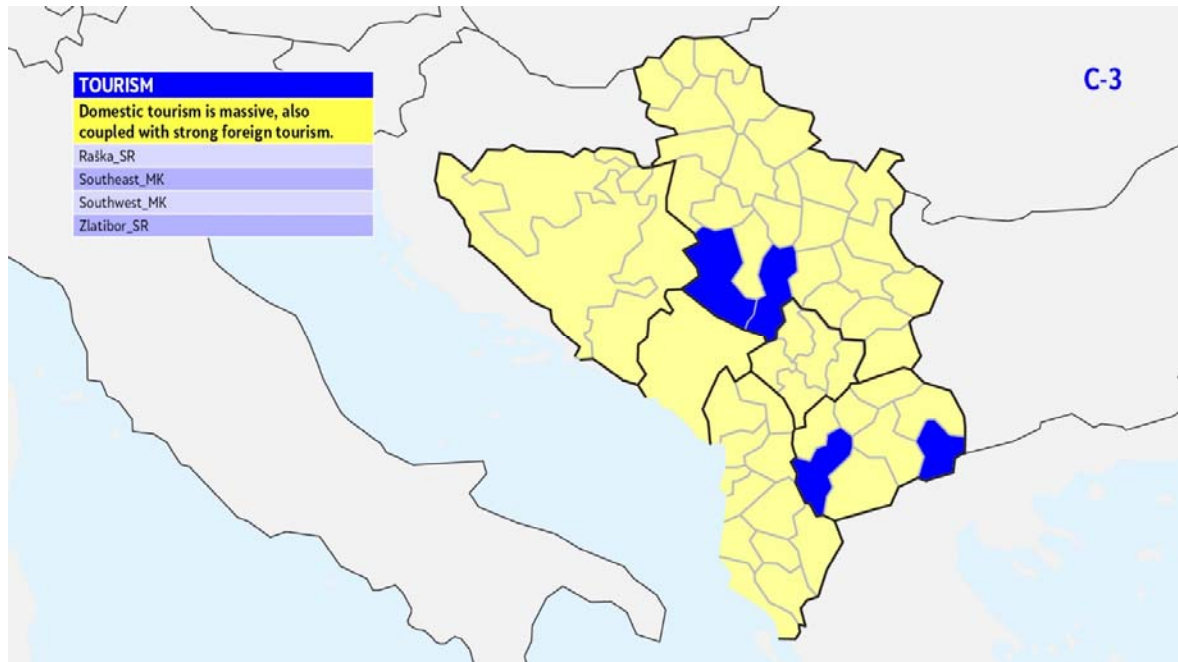 TOURISM
Domestic tourism is massive, also
coupled with strong foreign tourism.
Raška_SR
Southeast_MK
Southwest_MK
Zlatibor_SR
C-3